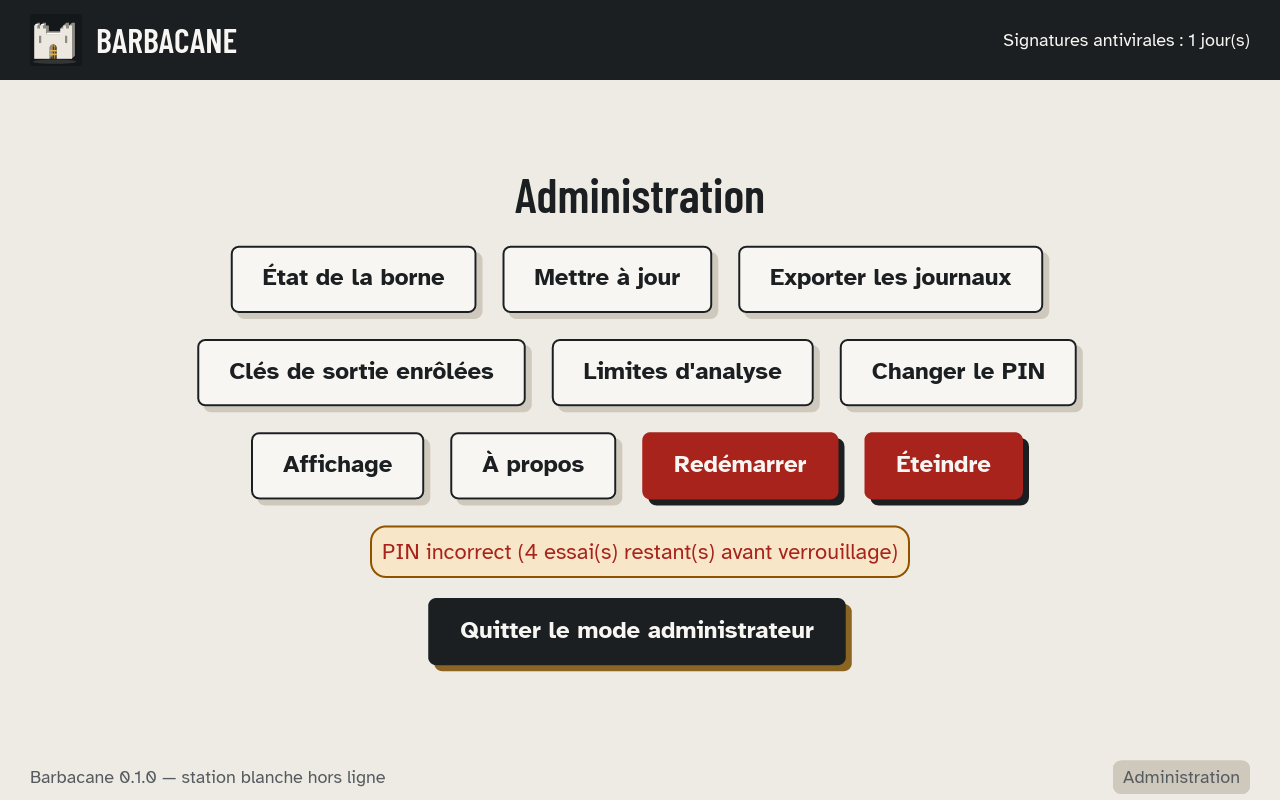 BARBACANE
Signatures antivirales : 1 jour(s)
Administration
État de la borne
Mettre à jour
Exporter les journaux
Clés de sortie enrôlées
Limites d'analyse
Changer le PIN
Affichage
À propos
Redémarrer
Éteindre
PIN incorrect (4 essai(s) restant(s) avant verrouillage)
Quitter le mode administrateur
Barbacane 0.1.0 — station blanche hors ligne
Administration